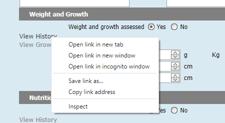 Weight and Growth
Weight and Growth assessed Yes No
View History
View Grow
Open link in new tab
Open link in new window
Open link in incognito window
Save link as...
Copy link address
Inspect
g Kg
cm
cm
Nutriti
es No
View History